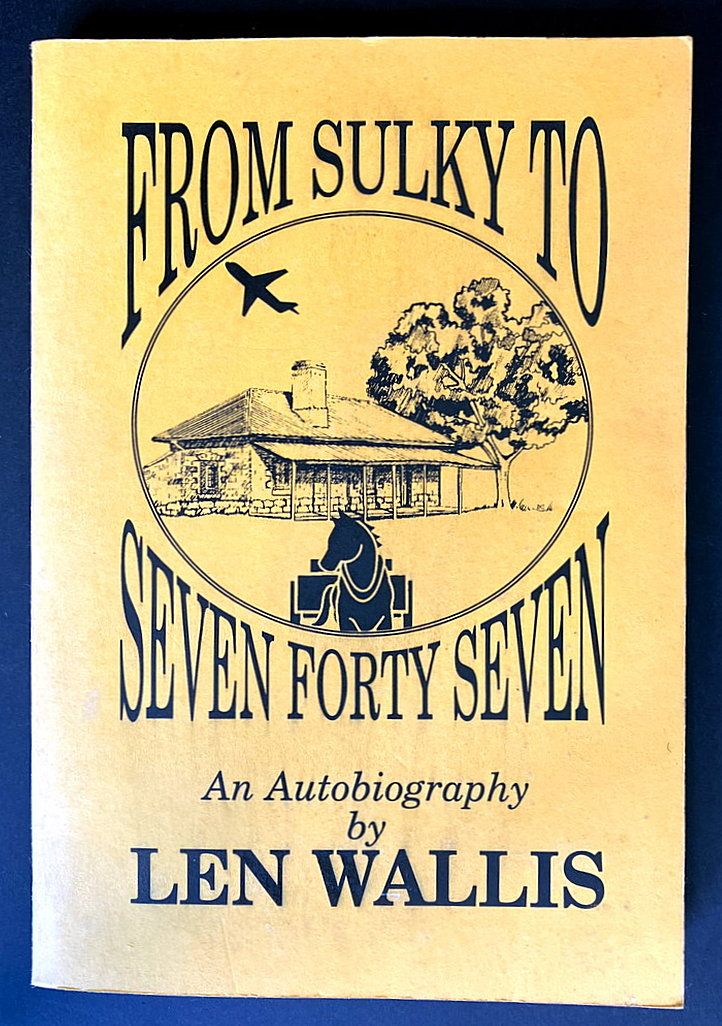 FROM SULKY TO
SEVEN FORTY SEVEN
An Autobiography
by
LEN WALLIS